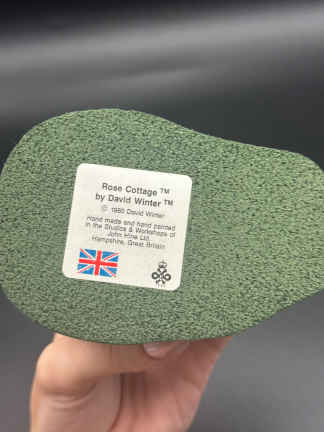 Rose Cottage ™
by David Winter ™
© 1980 David Winter
Hand made and hand painted
in the Studios & Workshops of
John Hine Ltd.
Hampshire, Great Britain